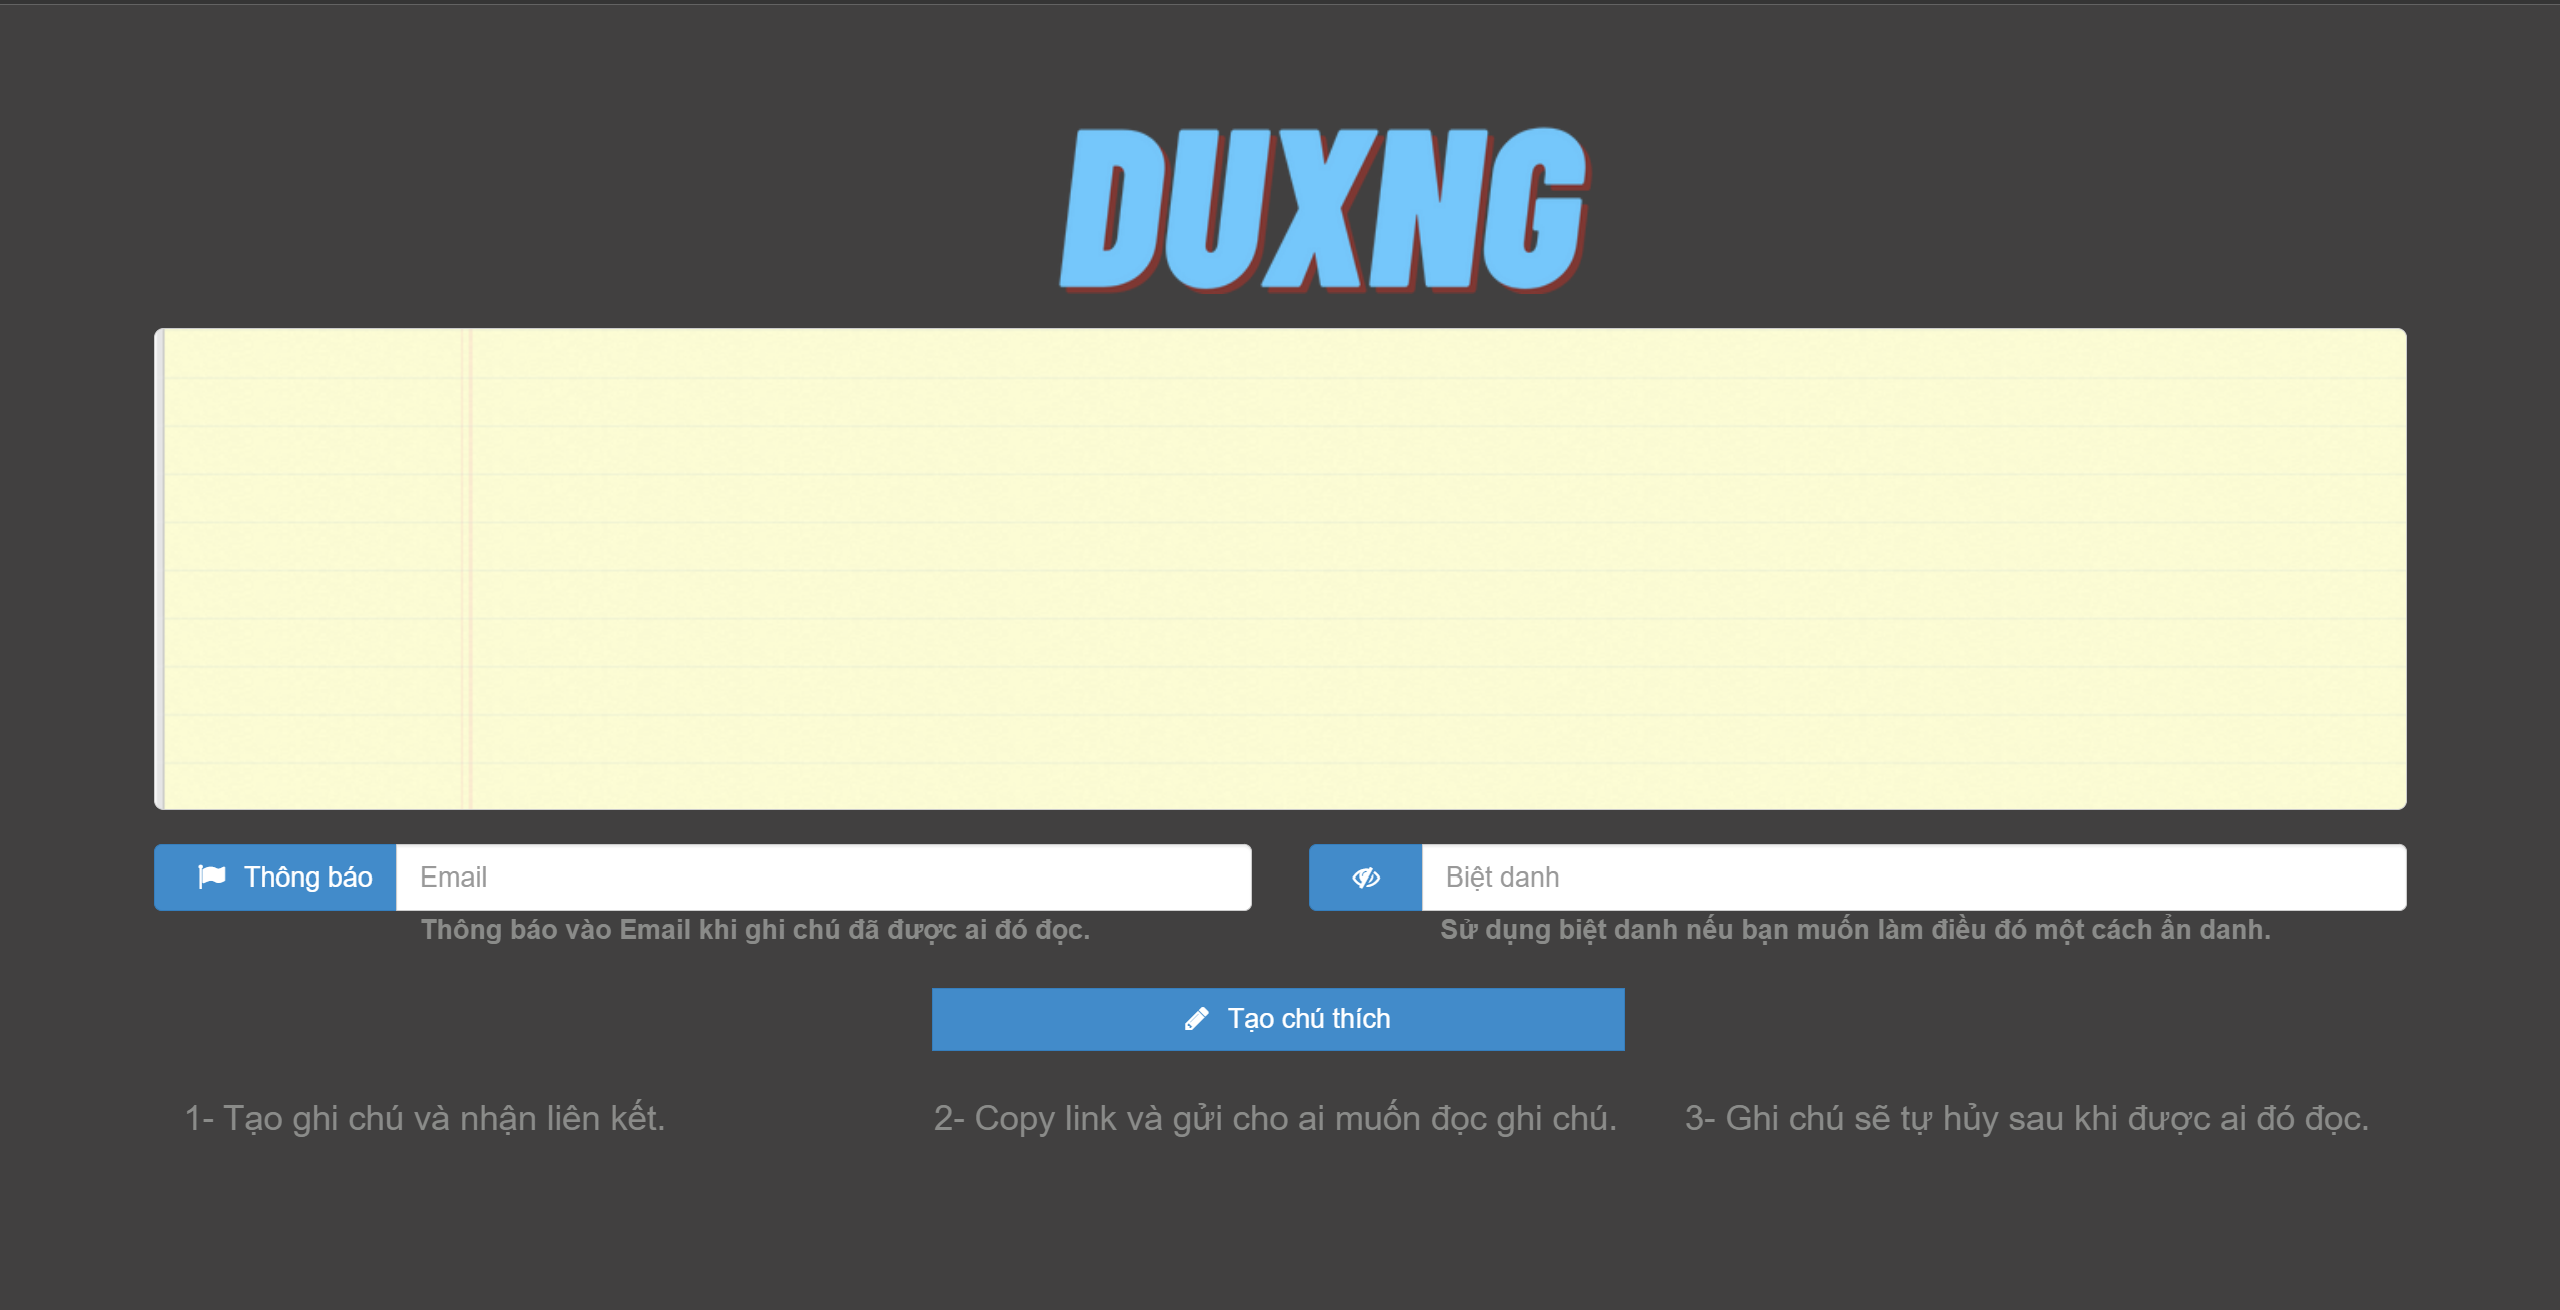 DUXNG
Thông báo
Email
Biệt danh
Thông báo vào Email khi ghi chú đã được ai đó đọc.
Sử dụng biệt danh nếu bạn muốn làm điều đó một cách ẩn danh.
Tạo chú thích
1- Tạo ghi chú và nhận liên kết.
2- Copy link và gửi cho ai muốn đọc ghi chú.
3- Ghi chú sẽ tự hủy sau khi được ai đó đọc.